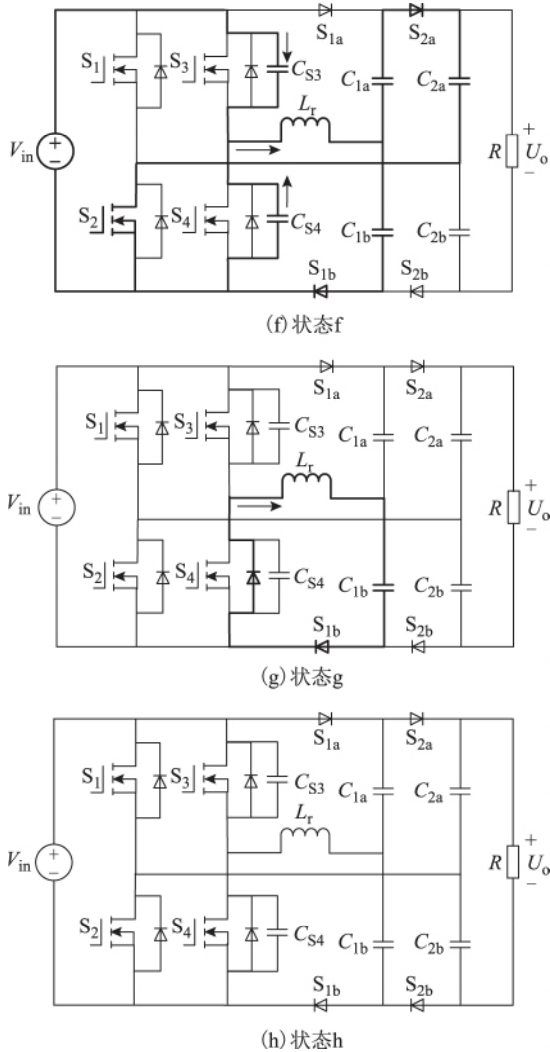 S1a S2a
S1 S3 CS3 C1a C2a
Lr
Vin + − R + Uo −
S2 S4 CS4 C1b C2b
S1b S2b
(f)状态f
S1a S2a
S1 S3 CS3 C1a C2a
Lr
Vin + − R + Uo −
S2 S4 CS4 C1b C2b
S1b S2b
(g)状态g
S1a S2a
S1 S3 CS3 C1a C2a
Lr
Vin + − R + Uo −
S2 S4 CS4 C1b C2b
S1b S2b
(h)状态h